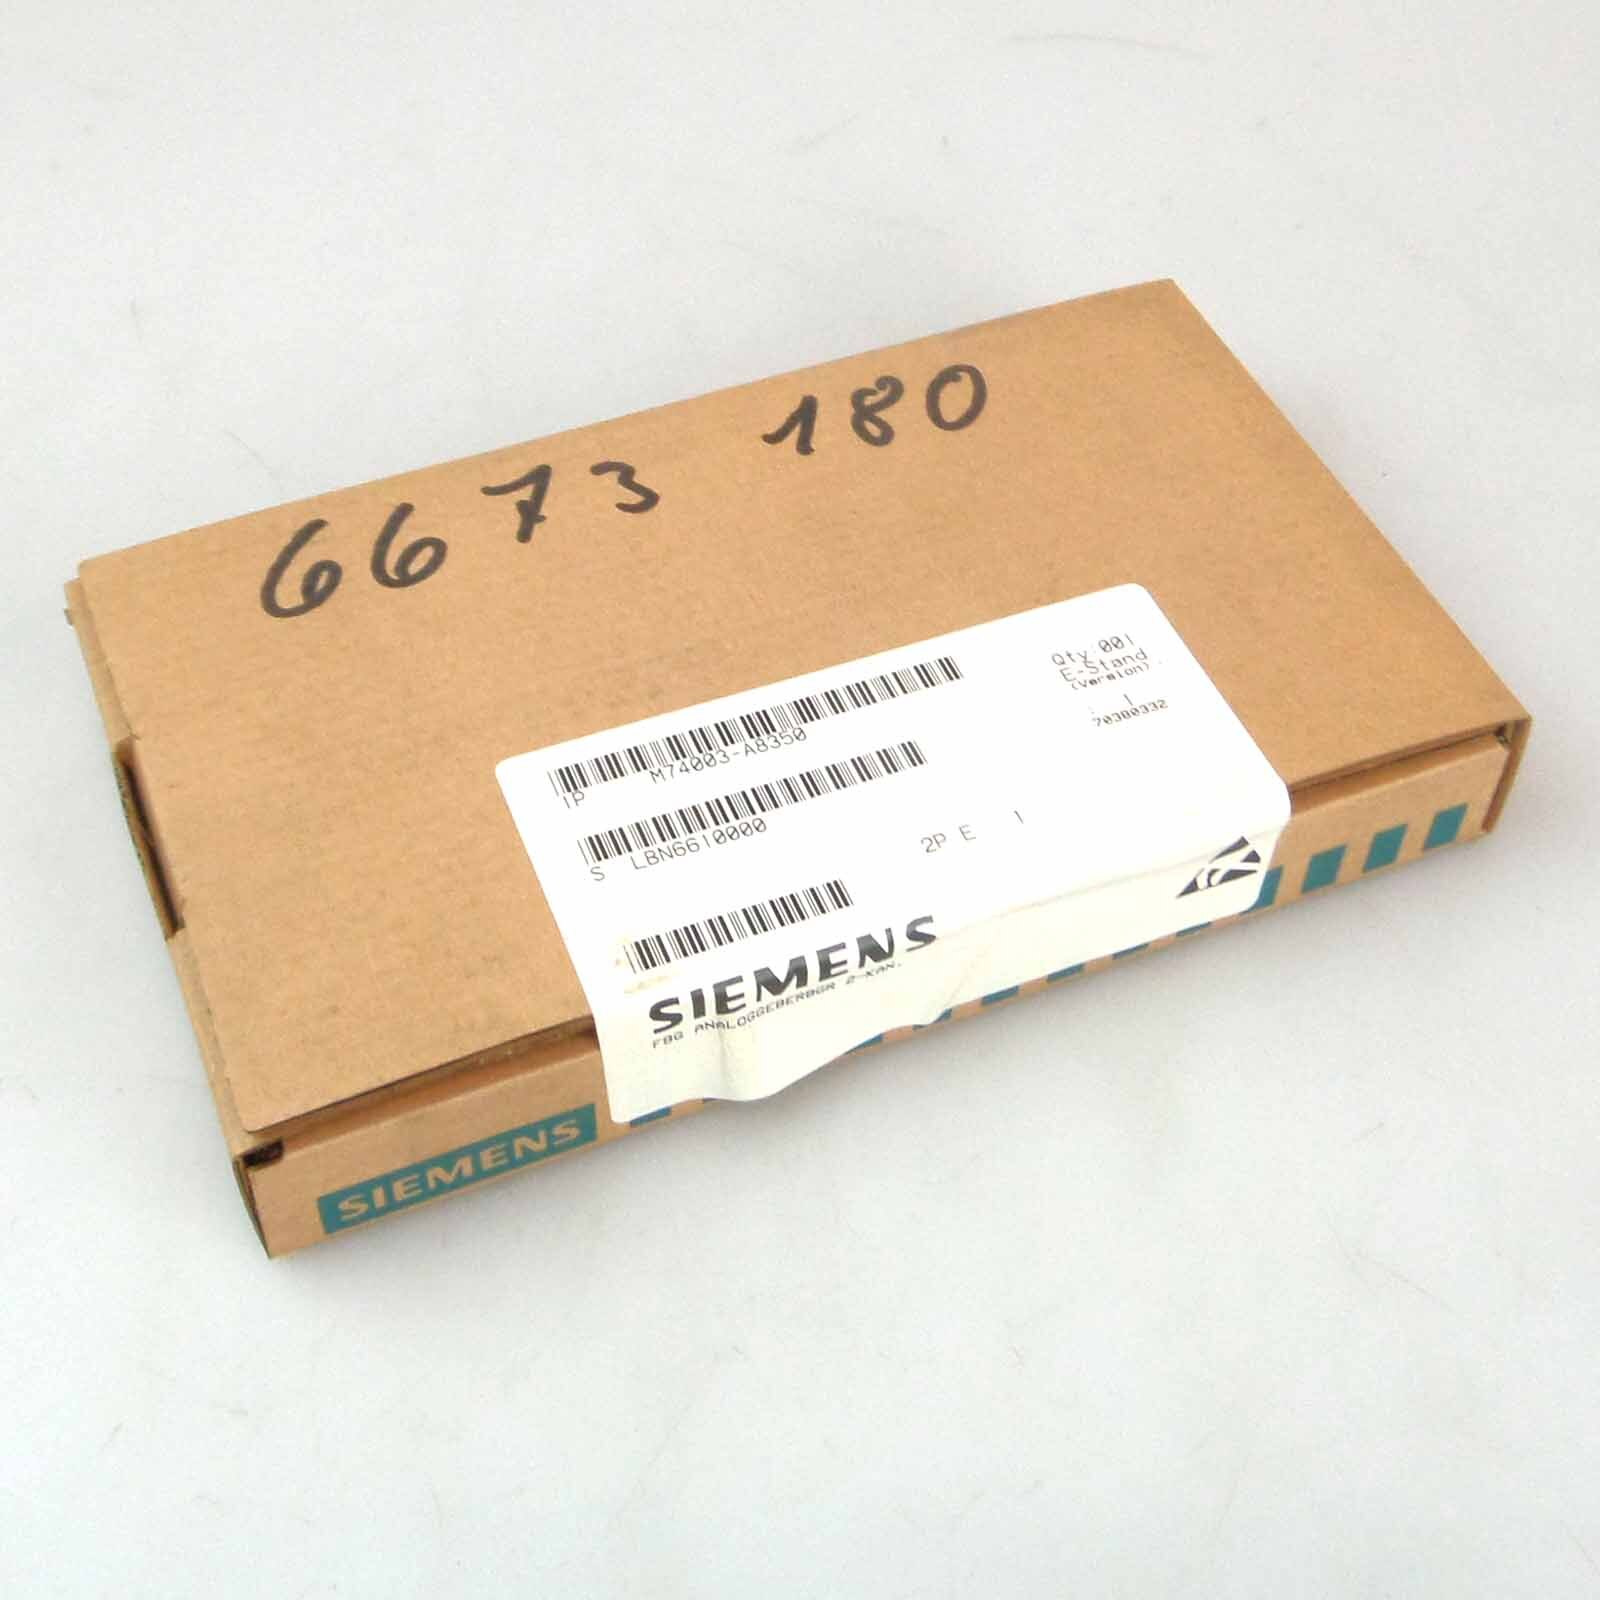 6673 180
Qty:001
E-Stand
(Version).
: 1
70380332
1P M74003-A8350
S LBN6610000
2P E 1
SIEMENS
FBG ANALOGGEBERBGR 2-KAN.
SIEMENS